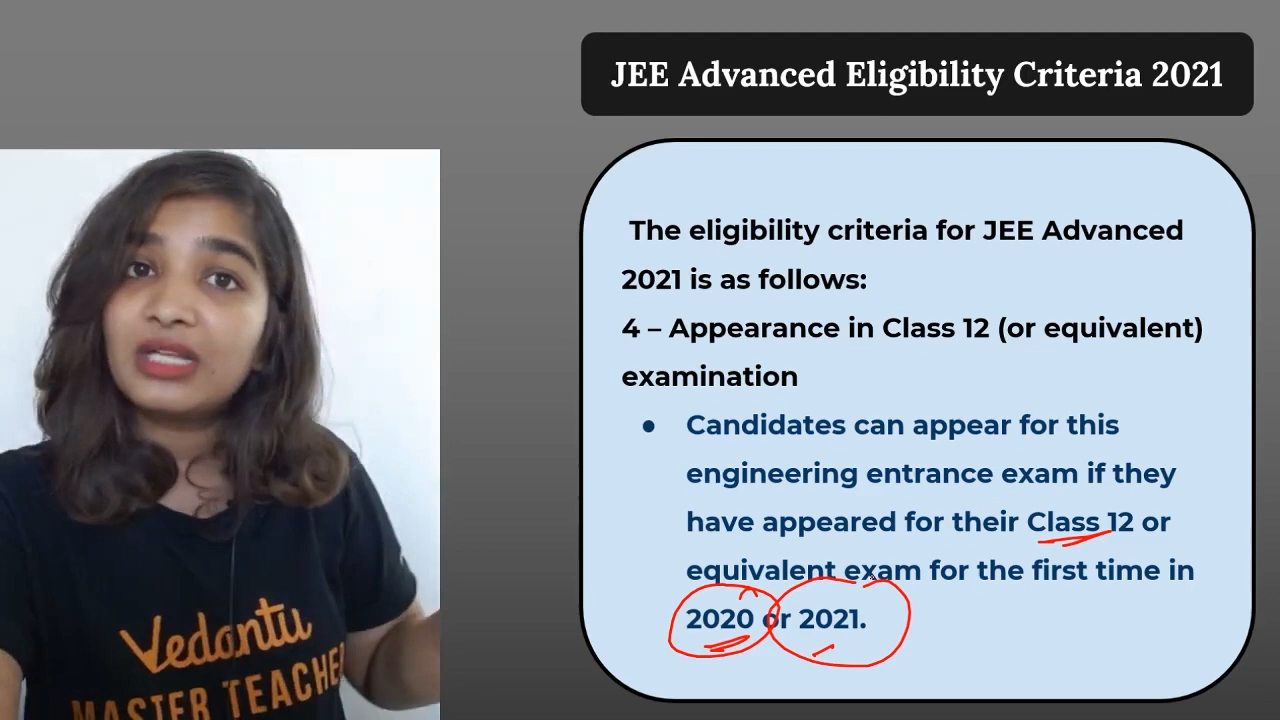 JEE Advanced Eligibility Criteria 2021
The eligibility criteria for JEE Advanced
2021 is as follows:
4 – Appearance in Class 12 (or equivalent)
examination
● Candidates can appear for this
engineering entrance exam if they
have appeared for their Class 12 or
equivalent exam for the first time in
2020 or 2021.
Vedantu
MASTER TEACHER